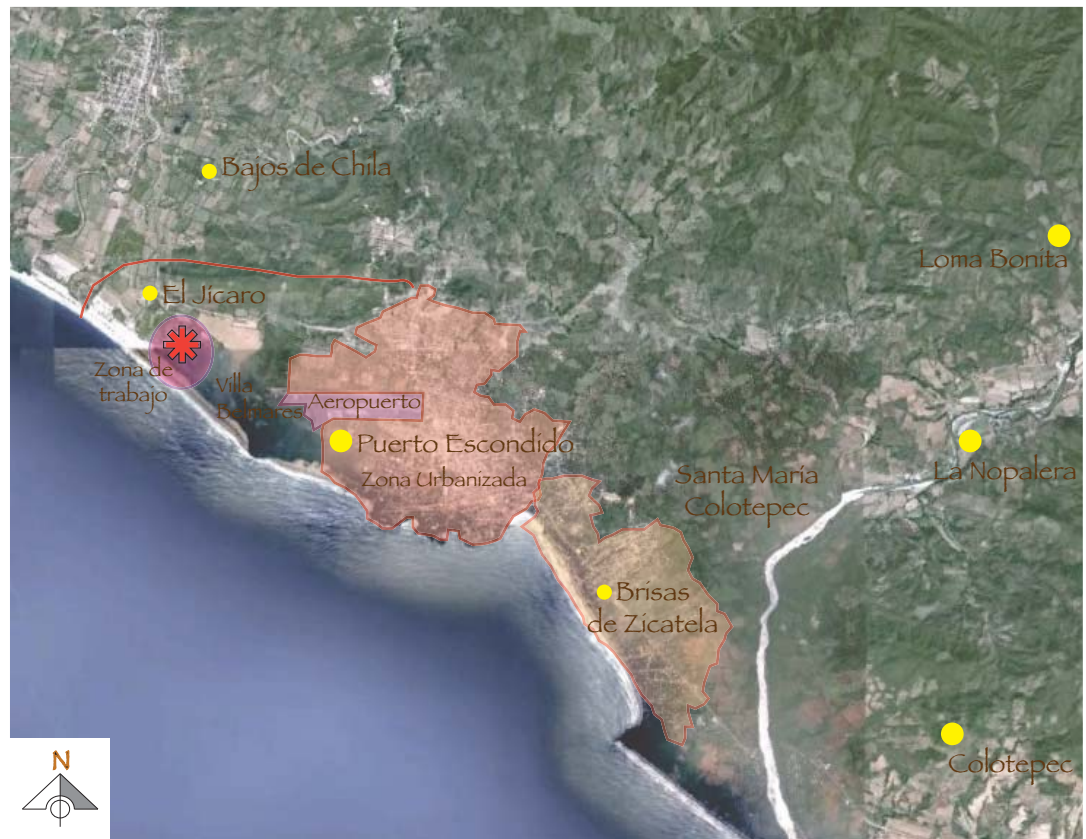 Bajos de Chila
Loma Bonita
El Jícaro
Zona de
trabajo
Villa
Aeropuerto
Puerto Escondido
Zona Urbanizada
Santa María
Colotepec
La Nopalera
Brisas
de Zicatela
Colotepec
N